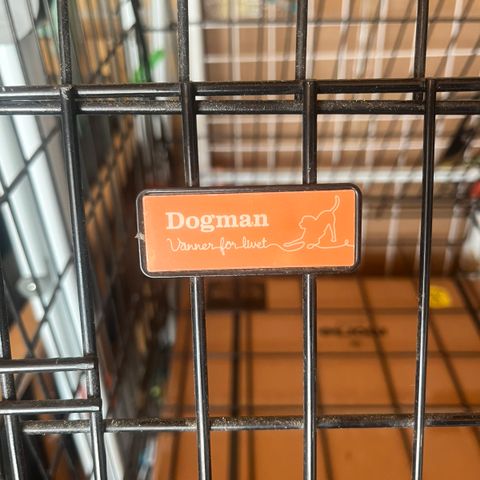 Dogman
Vänner för livet